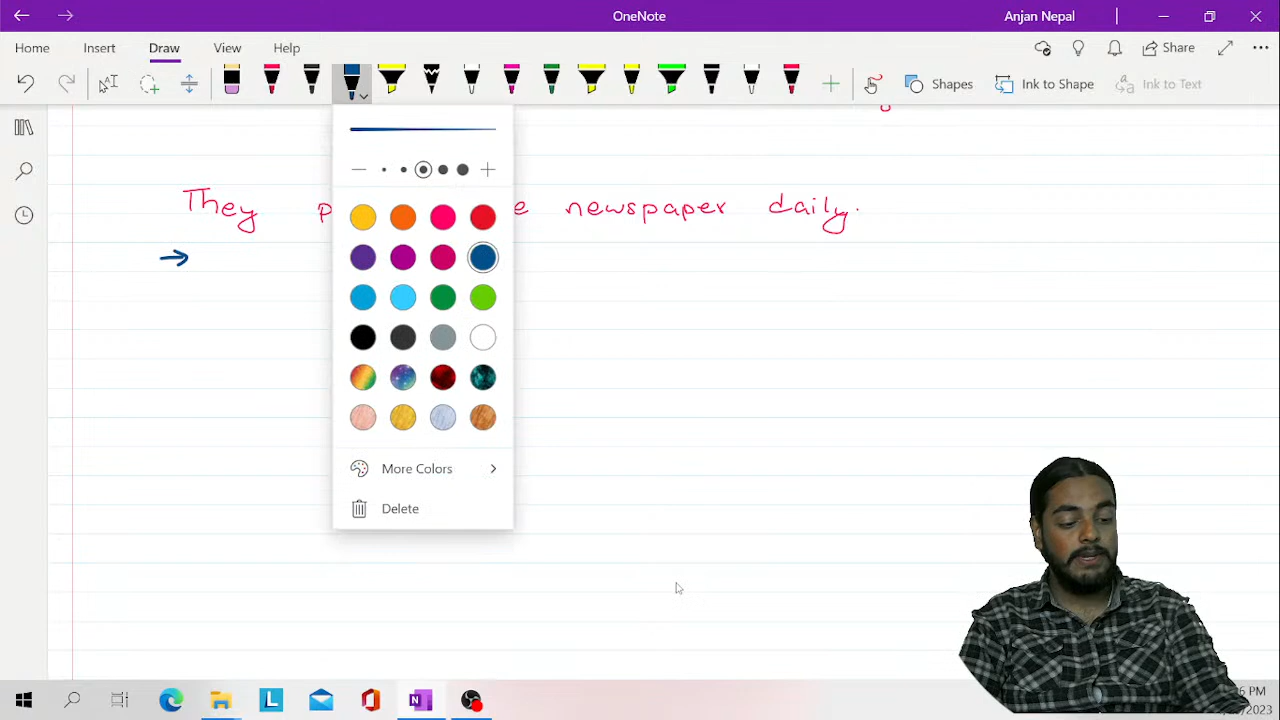 OneNote
Anjan Nepal
Home Insert Draw View Help
Share
Shapes
Ink to Shape
Ink to Text
They newspaper daily.
→
More Colors
Delete